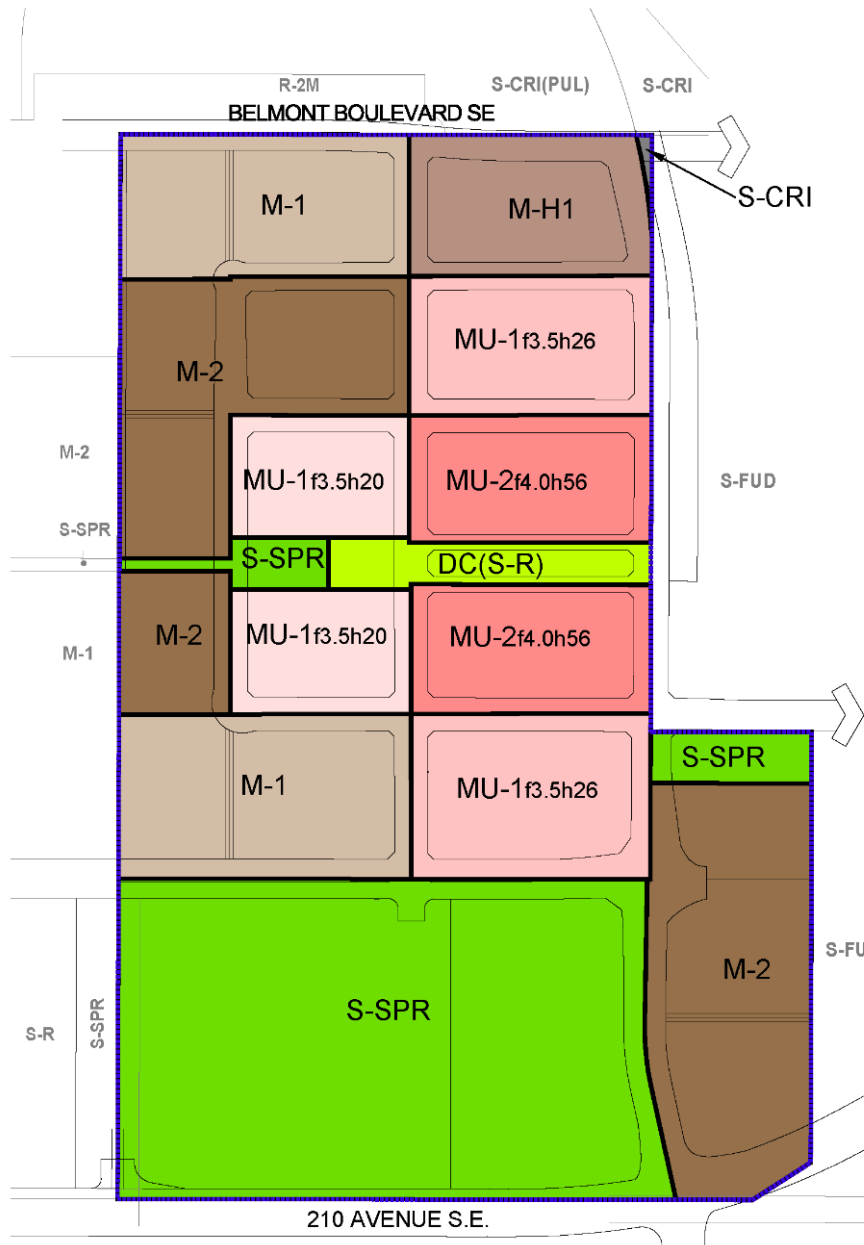 R-2M
S-CRI(PUL)
S-CRI
BELMONT BOULEVARD SE
M-1
M-H1
S-CRI
MU-1f3.5h26
M-2
M-2
MU-1f3.5h20
MU-2f4.0h56
S-FUD
S-SPR
S-SPR
DC(S-R)
M-2
MU-1f3.5h20
MU-2f4.0h56
M-1
S-SPR
M-1
MU-1f3.5h26
S-FU
M-2
S-SPR
S-R
S-SPR
210 AVENUE S.E.